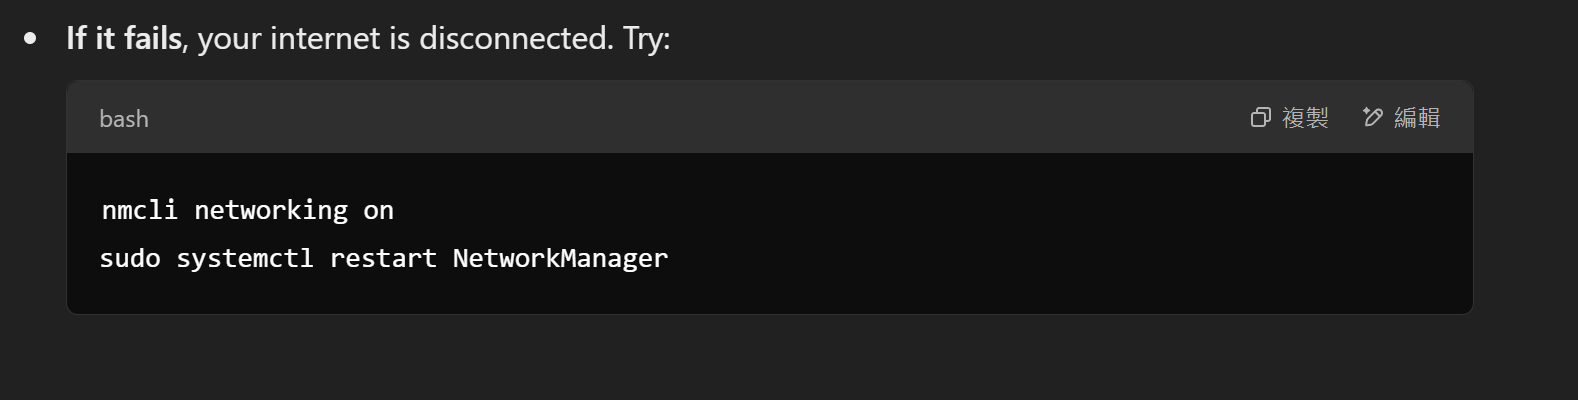 If it fails, your internet is disconnected. Try:
bash
複製 編輯
nmcli networking on
sudo systemctl restart NetworkManager